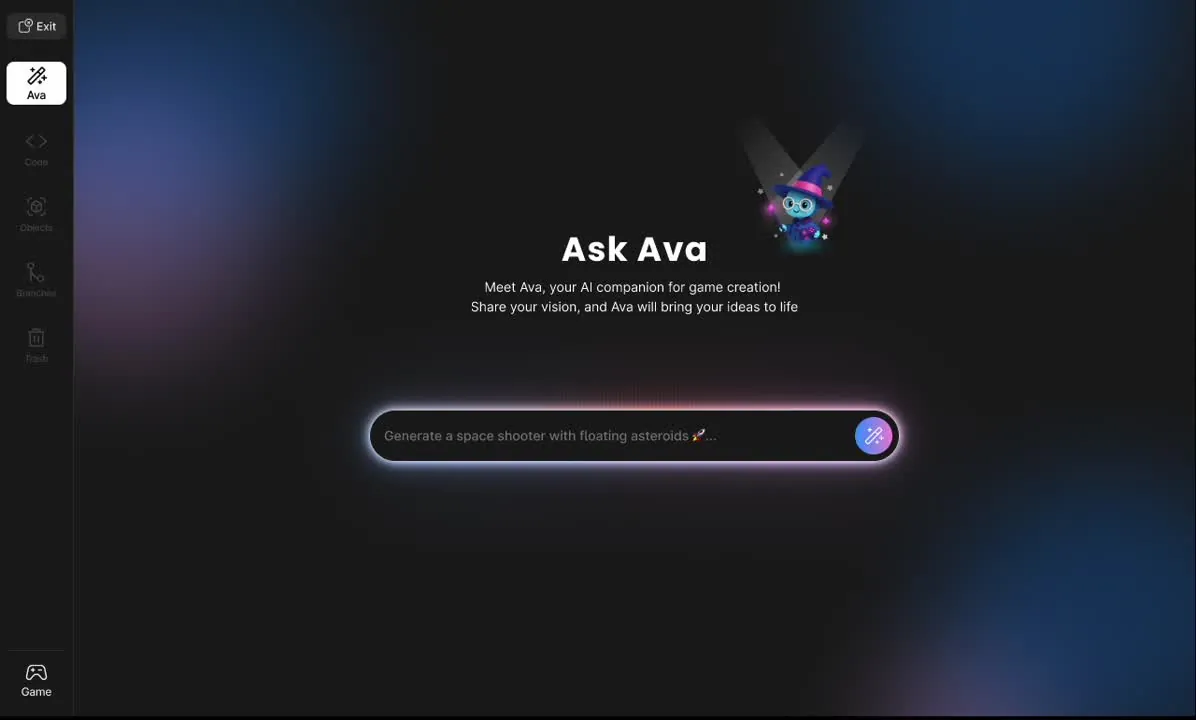 Exit
Ava
Code
Objects
Branches
Trash
Ask Ava
Meet Ava, your AI companion for game creation!
Share your vision, and Ava will bring your ideas to life
Generate a space shooter with floating asteroids 🚀...
Game